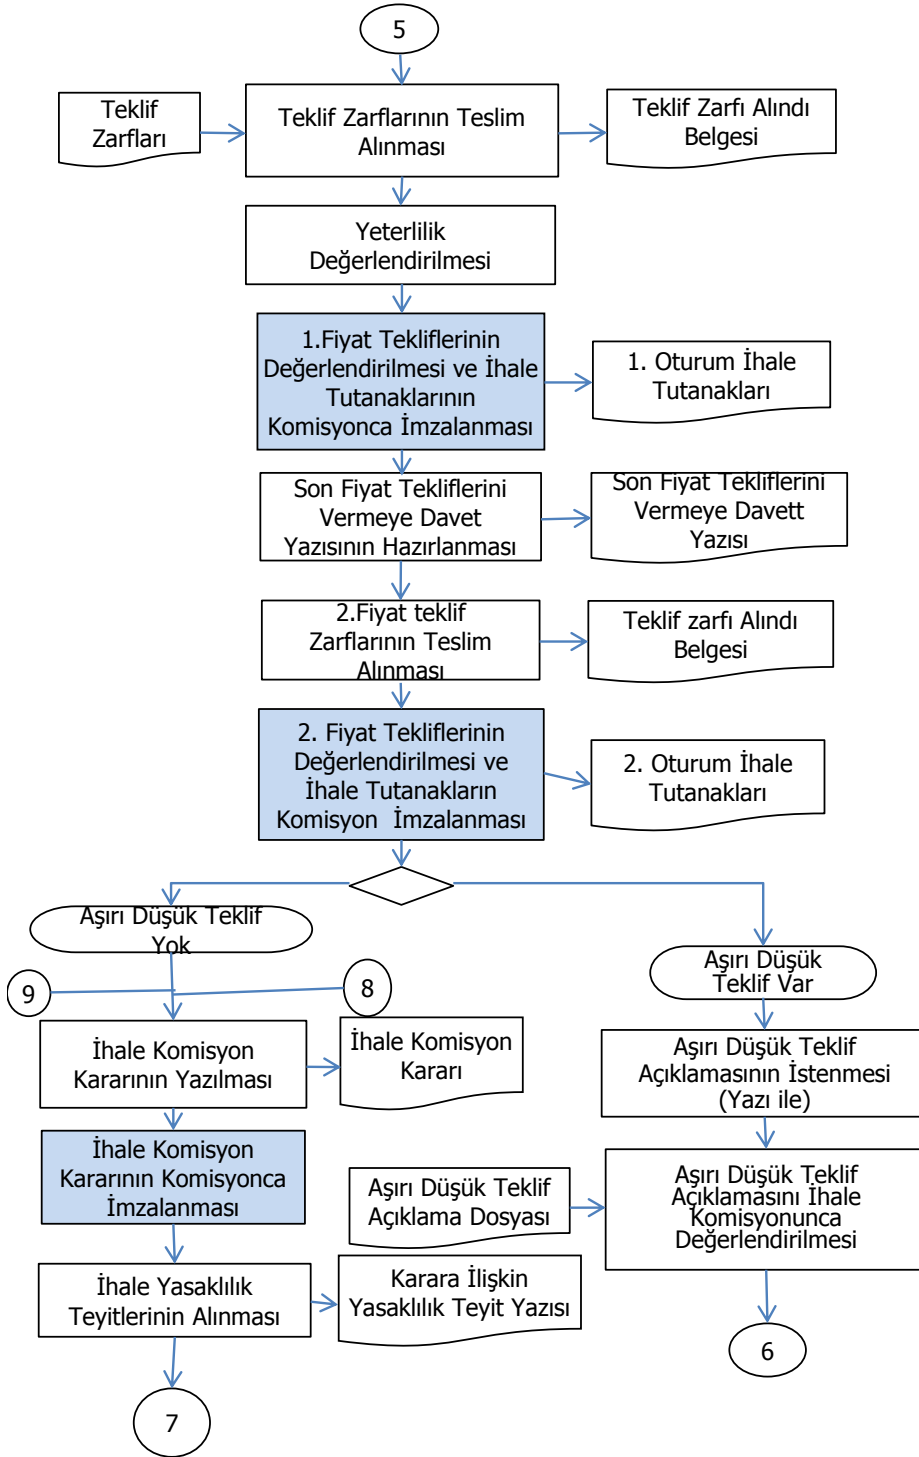 5
Teklif
Zarfları
Teklif Zarflarının Teslim
Alınması
Teklif Zarfı Alındı
Belgesi
Yeterlilik
Değerlendirilmesi
1.Fiyat Tekliflerinin
Değerlendirilmesi ve İhale
Tutanaklarının
Komisyonca İmzalanması
1. Oturum İhale
Tutanakları
Son Fiyat Tekliflerini
Vermeye Davet
Yazısının Hazırlanması
Son Fiyat Tekliflerini
Vermeye Davett
Yazısı
2.Fiyat teklif
Zarflarının Teslim
Alınması
Teklif zarfı Alındı
Belgesi
2. Fiyat Tekliflerinin
Değerlendirilmesi ve
İhale Tutanakların
Komisyon  İmzalanması
2. Oturum İhale
Tutanakları
Aşırı Düşük Teklif
Yok
Aşırı Düşük
Teklif Var
9
8
İhale Komisyon
Kararının Yazılması
İhale Komisyon
Kararı
Aşırı Düşük Teklif
Açıklamasının İstenmesi
(Yazı ile)
İhale Komisyon
Kararının Komisyonca
İmzalanması
Aşırı Düşük Teklif
Açıklama Dosyası
Aşırı Düşük Teklif
Açıklamasını İhale
Komisyonunca
Değerlendirilmesi
İhale Yasaklılık
Teyitlerinin Alınması
Karara İlişkin
Yasaklılık Teyit Yazısı
6
7